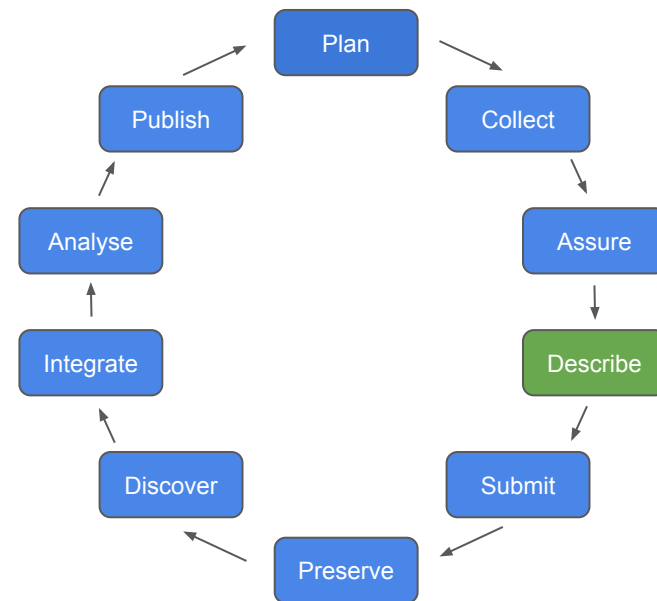 Plan
Collect
Assure
Describe
Submit
Preserve
Discover
Integrate
Analyse
Publish